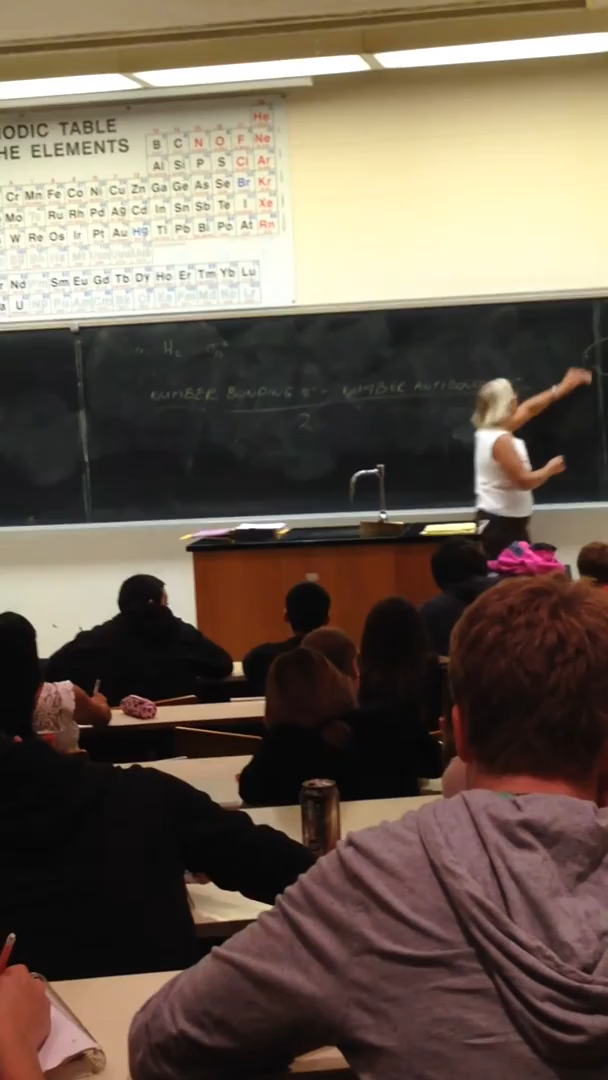 IODIC TABLE
HE ELEMENTS
He
B C N O F Ne
Al Si P S Cl Ar
Cr Mn Fe Co Ni Cu Zn Ga Ge As Se Br Kr
Mo Ru Rh Pd Ag Cd In Sn Sb Te I Xe
W Re Os Ir Pt Au Hg Tl Pb Bi Po At Rn
r Nd Sm Eu Gd Tb Dy Ho Er Tm Yb Lu
a U
H₂
NUMBER BONDING e⁻ - NUMBER ANTIBOND
2